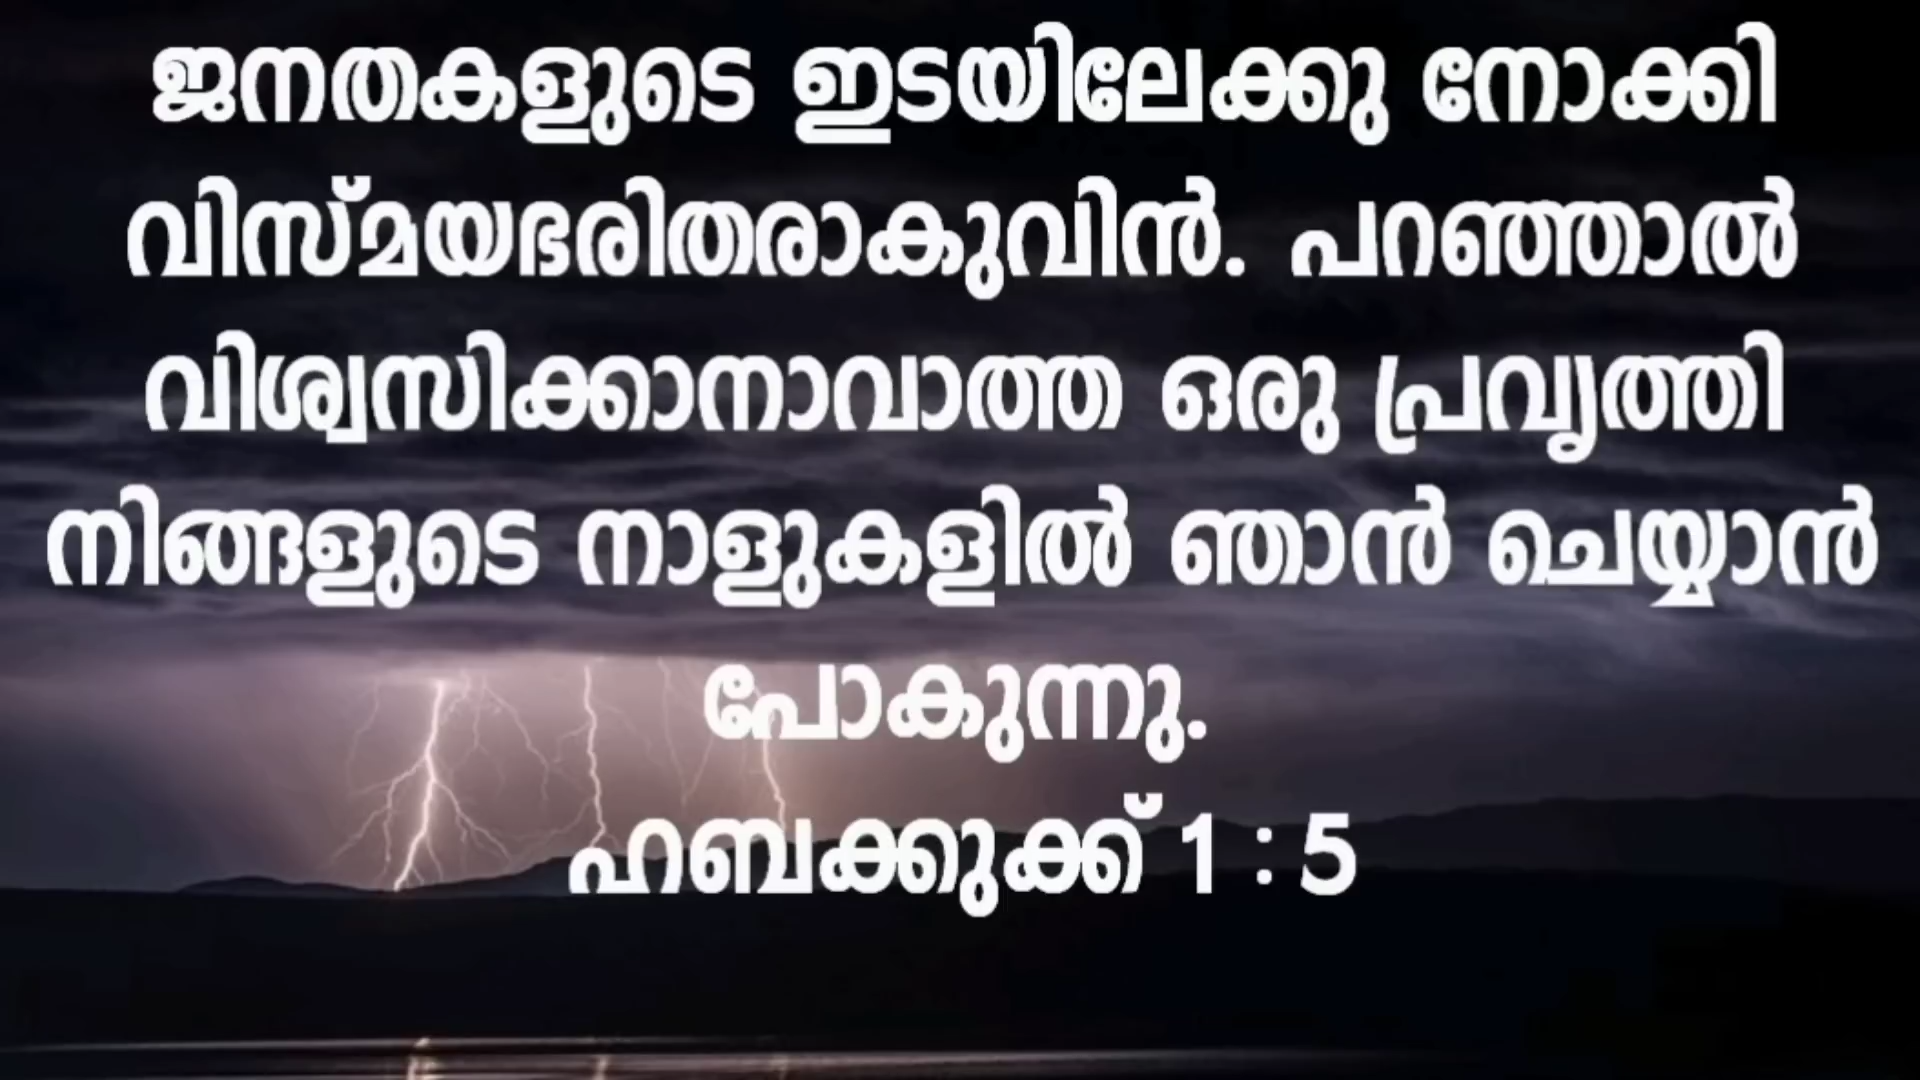 ജനതകളുടെ ഇടയിലേക്കു നോക്കി
വിസ്മയഭരിതരാകുവിൻ. പറഞ്ഞാൽ
വിശ്വസിക്കാനാവാത്ത ഒരു പ്രവൃത്തി
നിങ്ങളുടെ നാളുകളിൽ ഞാൻ ചെയ്യാൻ
പോകുന്നു.
ഹബക്കുക്ക് 1 : 5